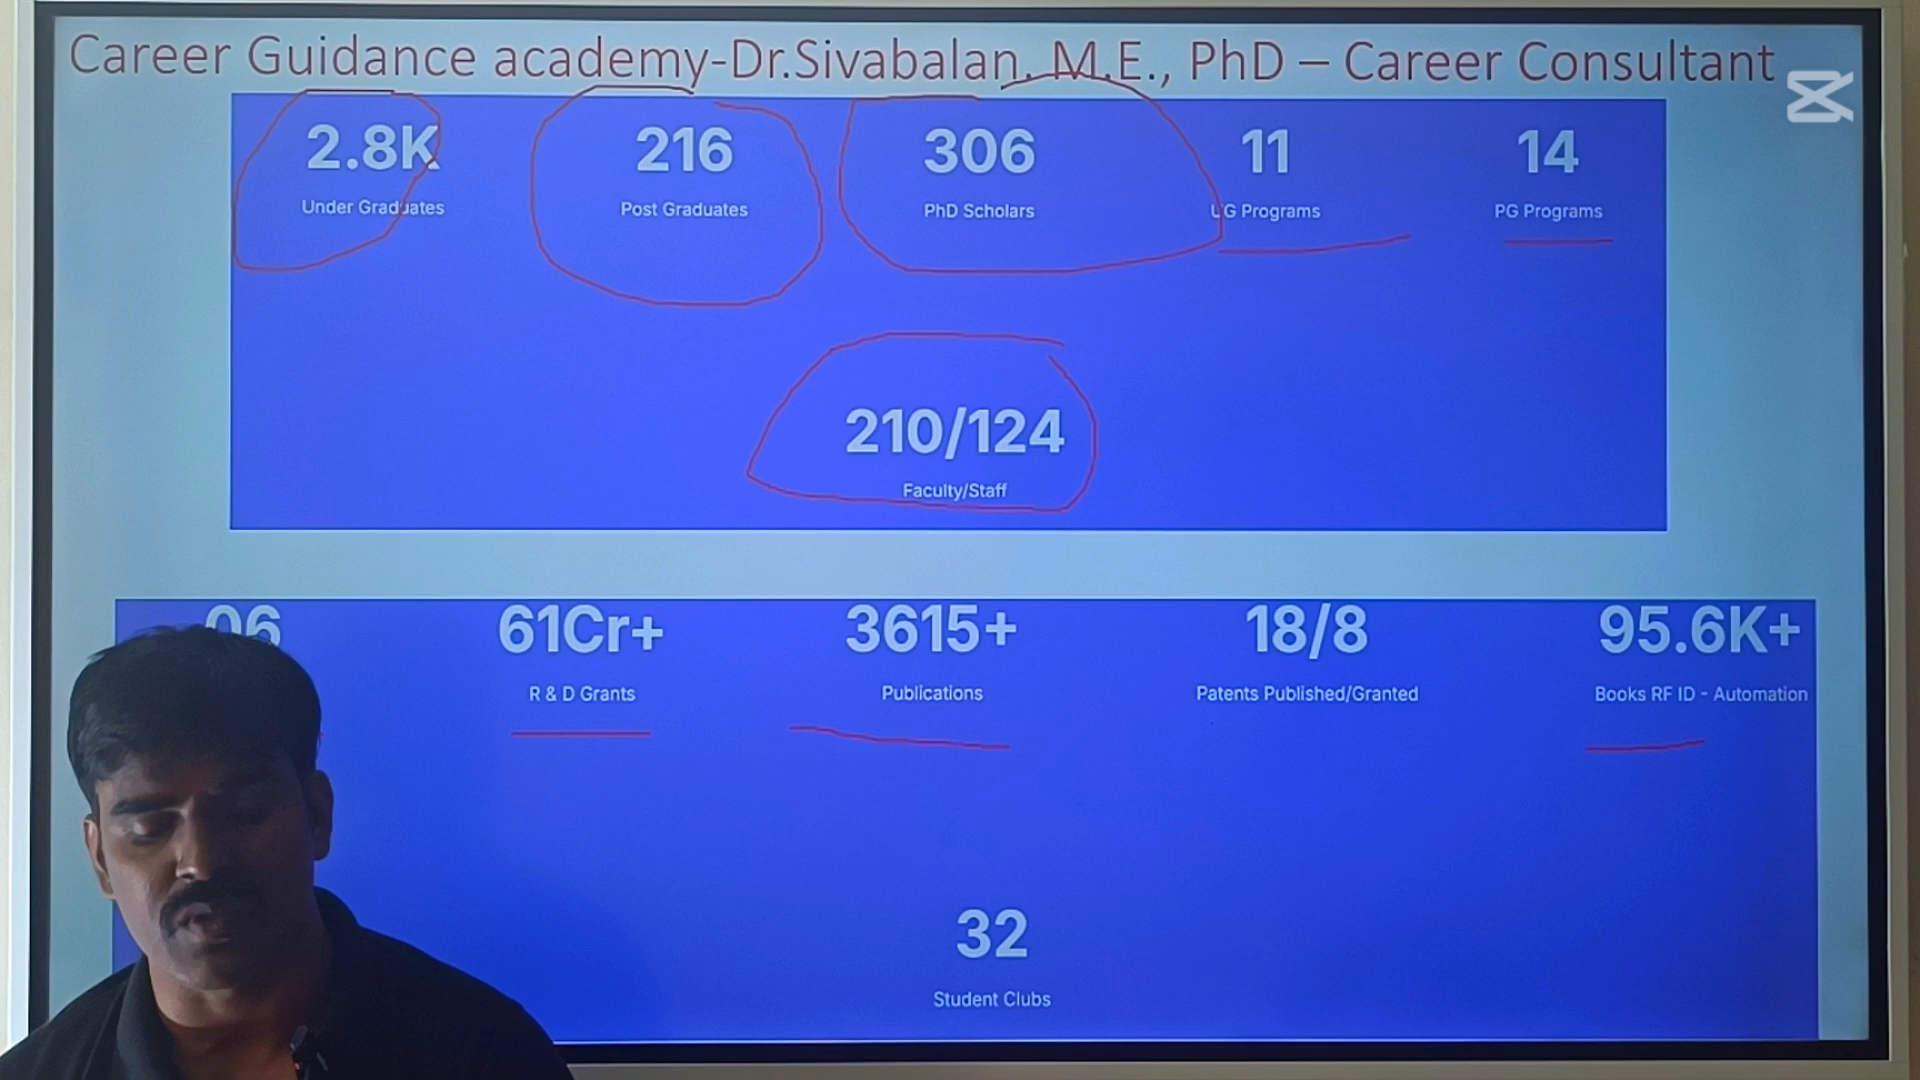 Career Guidance academy-Dr.Sivabalan, M.E., PhD – Career Consultant
2.8K 216 306 11 14
Under Graduates Post Graduates PhD Scholars UG Programs PG Programs
210/124
Faculty/Staff
06 61Cr+ 3615+ 18/8 95.6K+
R & D Grants Publications Patents Published/Granted Books RF ID - Automation
32
Student Clubs